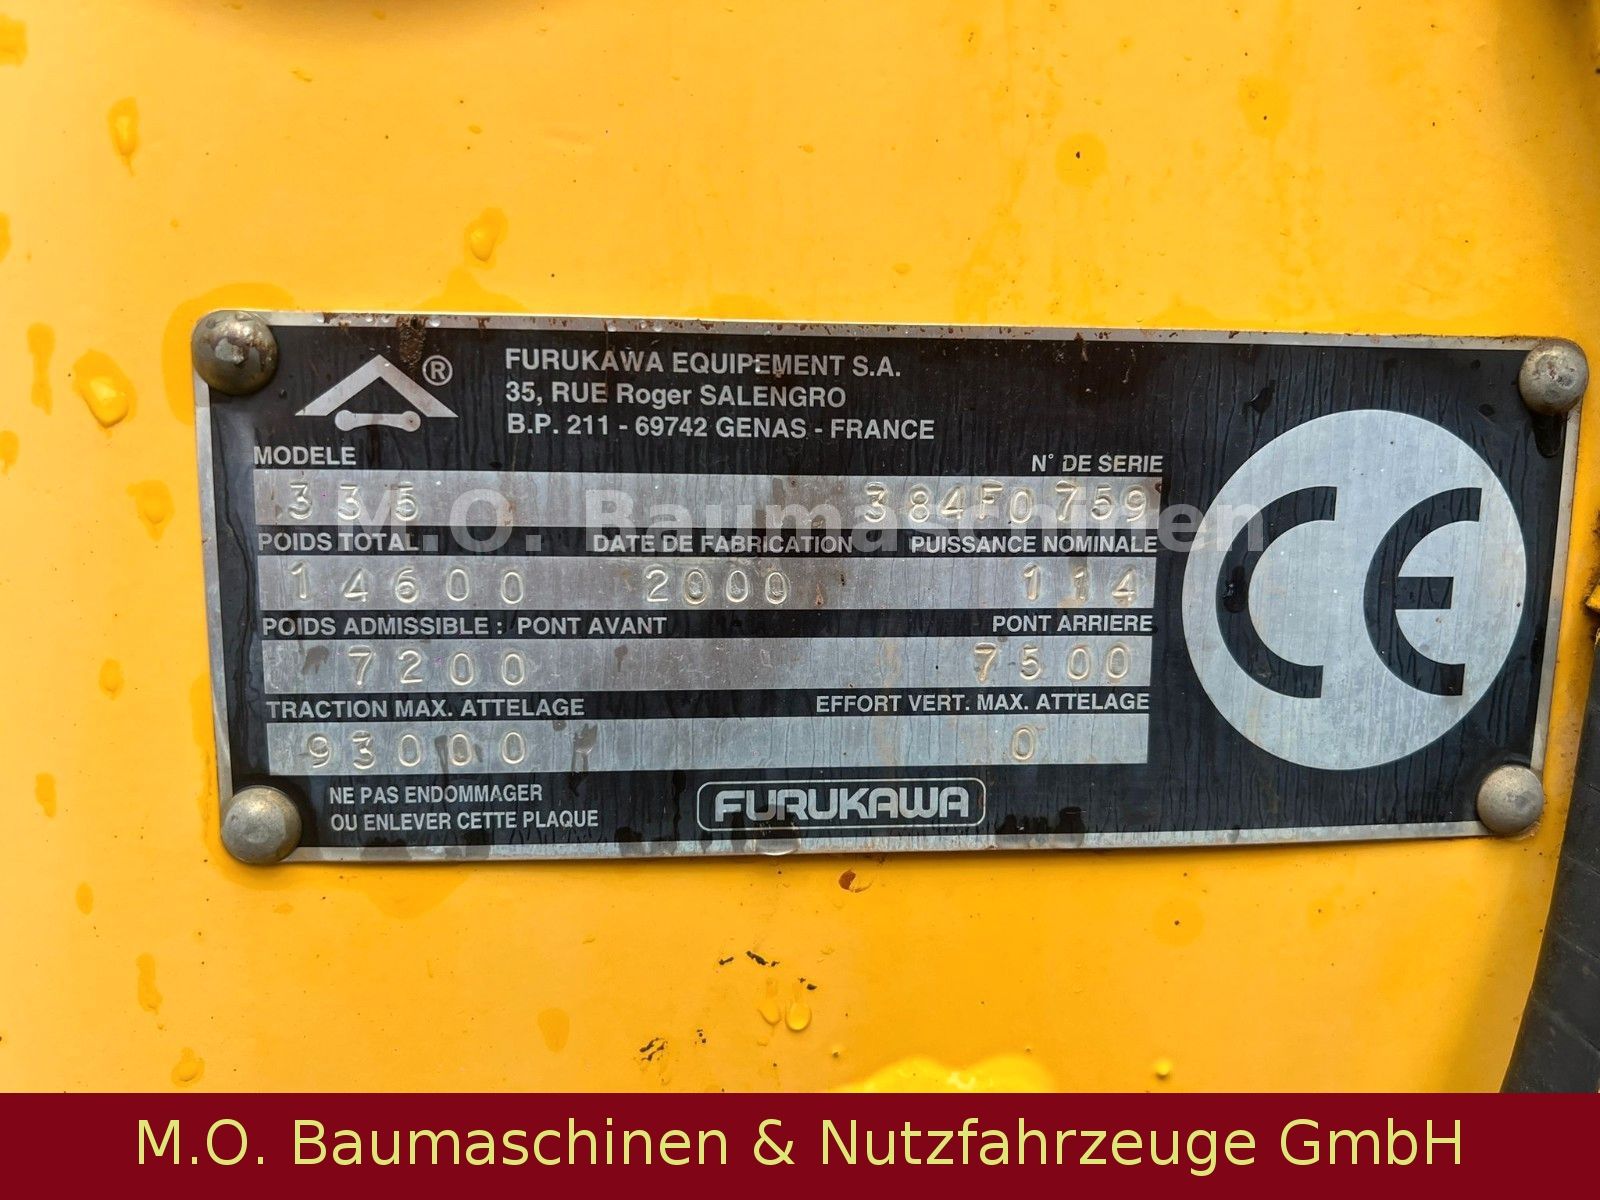 ®
FURUKAWA EQUIPEMENT S.A.
35, RUE Roger SALENGRO
B.P. 211 - 69742 GENAS - FRANCE
MODELE N° DE SERIE
335 384F0759
M.O. Baumaschinen
POIDS TOTAL DATE DE FABRICATION PUISSANCE NOMINALE
14600 2000 114
POIDS ADMISSIBLE : PONT AVANT PONT ARRIERE
7200 7500
TRACTION MAX. ATTELAGE EFFORT VERT. MAX. ATTELAGE
93000 0
NE PAS ENDOMMAGER
OU ENLEVER CETTE PLAQUE
FURUKAWA
CE
M.O. Baumaschinen & Nutzfahrzeuge GmbH